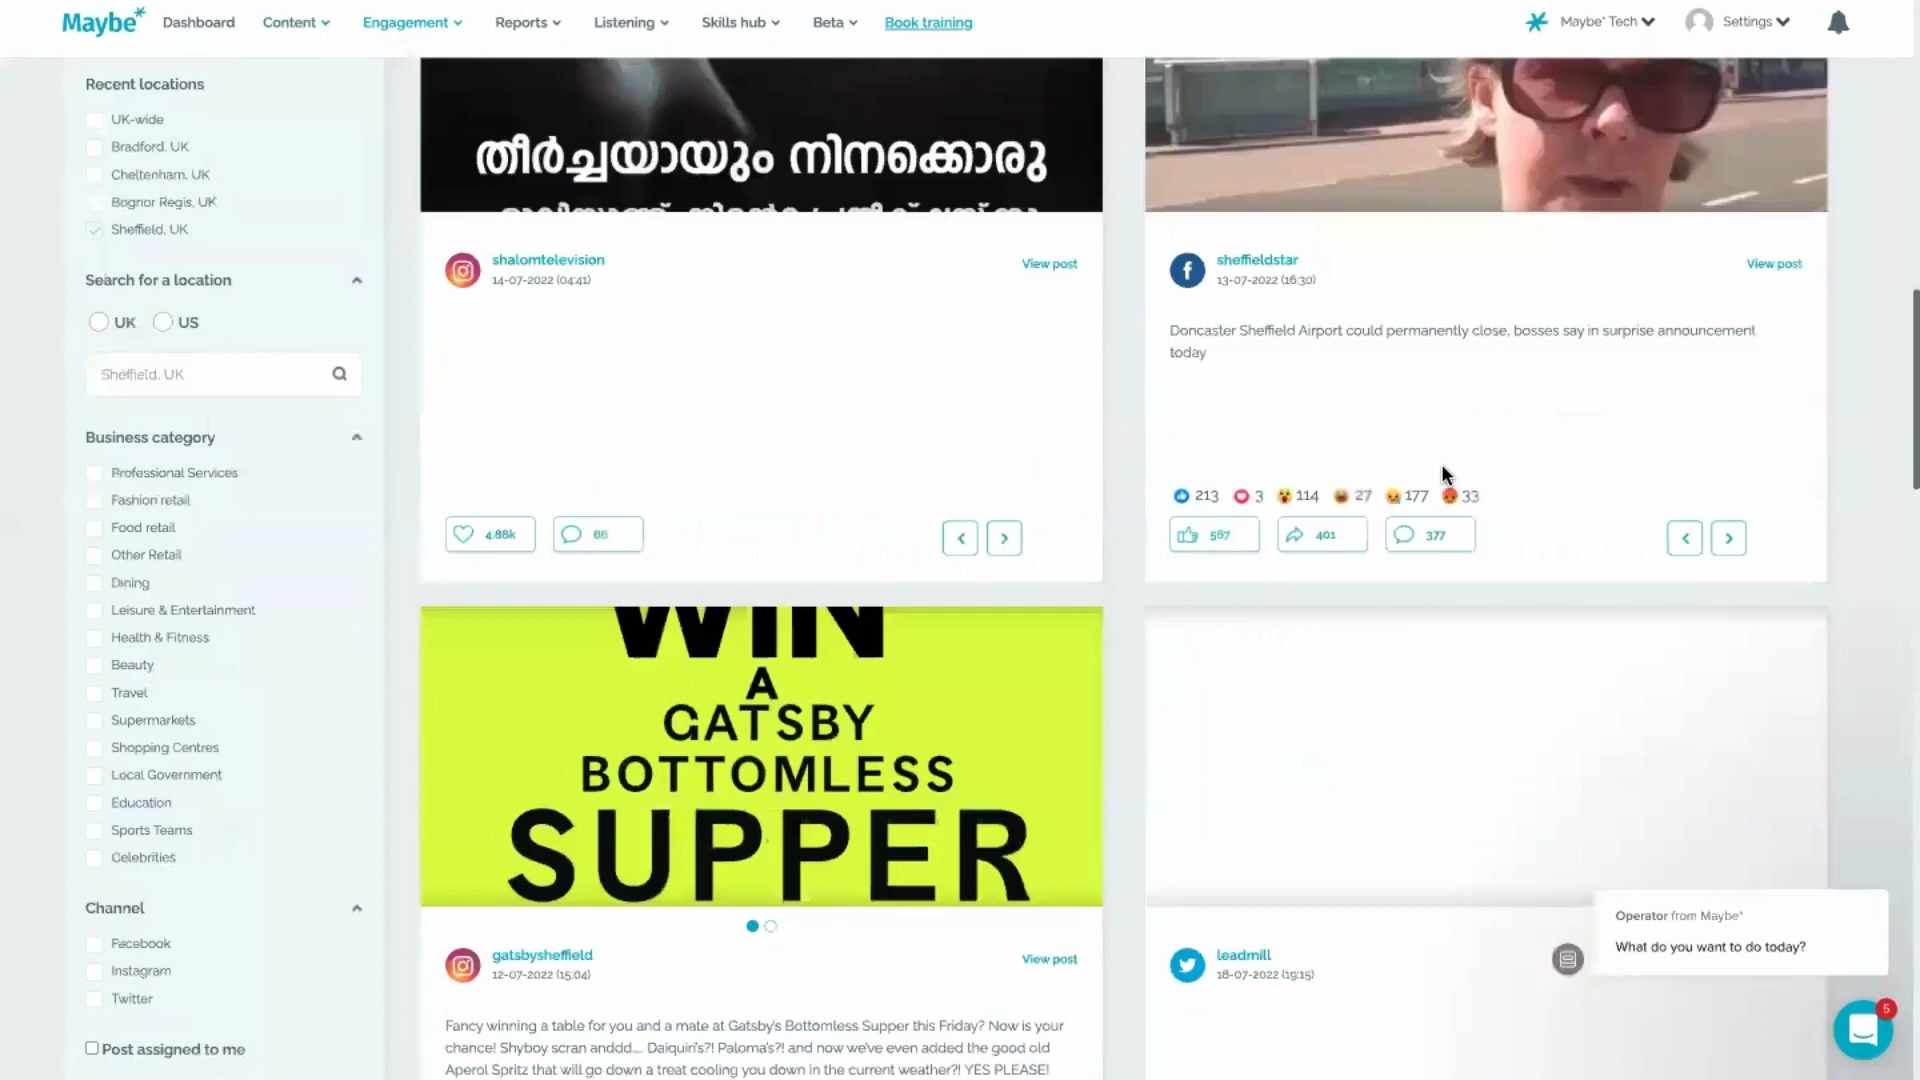 Maybe*
Dashboard
Content
Engagement
Reports
Listening
Skills hub
Beta
Book training
Maybe* Tech
Settings
Recent locations
UK-wide
Bradford, UK
Cheltenham, UK
Bognor Regis, UK
Sheffield, UK
Search for a location
UK US
Sheffield, UK
Business category
Professional Services
Fashion retail
Food retail
Other Retail
Dining
Leisure & Entertainment
Health & Fitness
Beauty
Travel
Supermarkets
Shopping Centres
Local Government
Education
Sports Teams
Celebrities
Channel
Facebook
Instagram
Twitter
Post assigned to me
തീർച്ചയായും നിനക്കൊരു
shalomtelevision
View post
14-07-2022 (04:41)
4.88k 66
sheffieldstar
View post
13-07-2022 (16:30)
Doncaster Sheffield Airport could permanently close, bosses say in surprise announcement
today
213 3 114 27 177 33
567 401 377
WIN
A
GATSBY
BOTTOMLESS
SUPPER
gatsbysheffield
View post
12-07-2022 (15:04)
Fancy winning a table for you and a mate at Gatsby's Bottomless Supper this Friday? Now is your
chance! Shyboy scran anddd.... Daiquiri's?! Paloma's?! and now we've even added the good old
Aperol Spritz that will go down a treat cooling you down in the current weather?! YES PLEASE!
leadmill
18-07-2022 (19:15)
Operator from Maybe*
What do you want to do today?
5